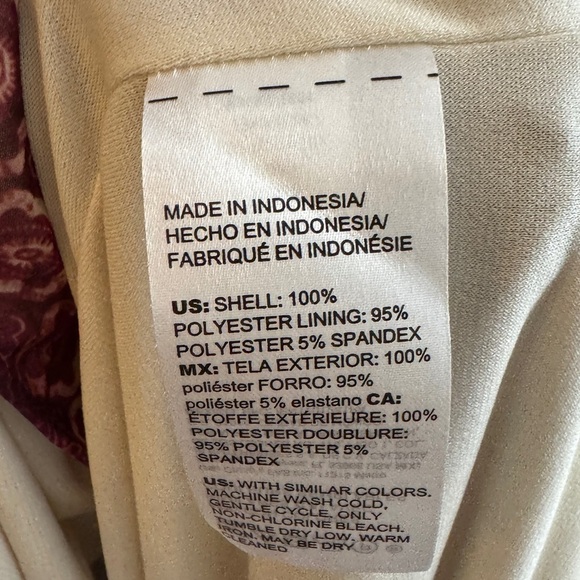 MADE IN INDONESIA/
HECHO EN INDONESIA/
FABRIQUÉ EN INDONÉSIE
US: SHELL: 100%
POLYESTER LINING: 95%
POLYESTER 5% SPANDEX
MX: TELA EXTERIOR: 100%
poliéster FORRO: 95%
poliéster 5% elastano CA:
ÉTOFFE EXTÉRIEURE: 100%
POLYESTER DOUBLURE:
95% POLYESTER 5%
SPANDEX
US: WITH SIMILAR COLORS.
MACHINE WASH COLD,
GENTLE CYCLE. ONLY
NON-CHLORINE BLEACH.
TUMBLE DRY LOW, WARM
IRON. MAY BE DRY
CLEANED